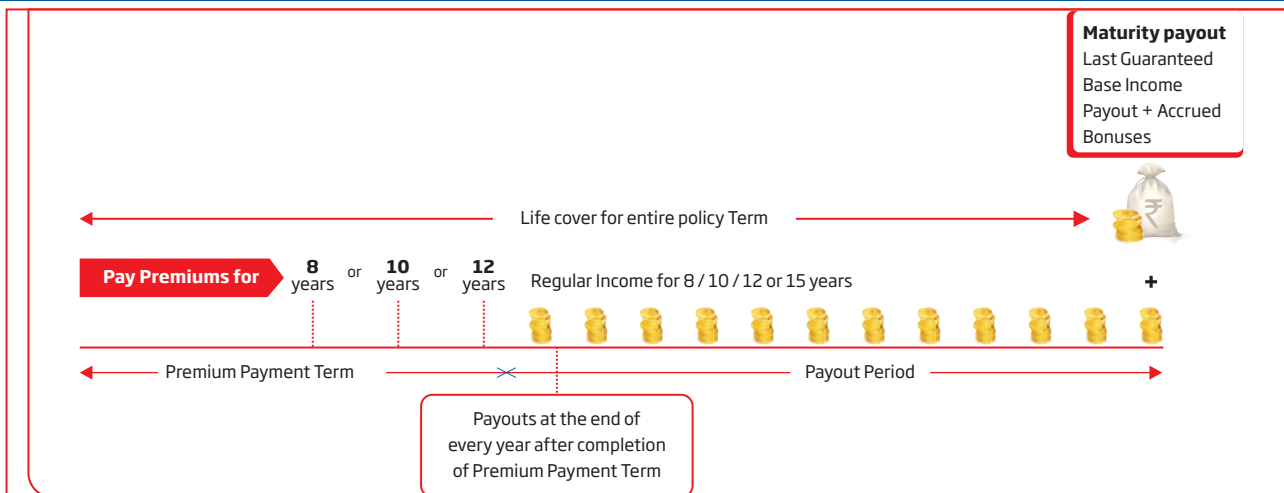 Maturity payout
Last Guaranteed
Base Income
Payout + Accrued
Bonuses
₹
Life cover for entire policy Term
Pay Premiums for
8 or 10 or 12
years years years
Regular Income for 8 / 10 / 12 or 15 years
+
Premium Payment Term
Payout Period
Payouts at the end of
every year after completion
of Premium Payment Term